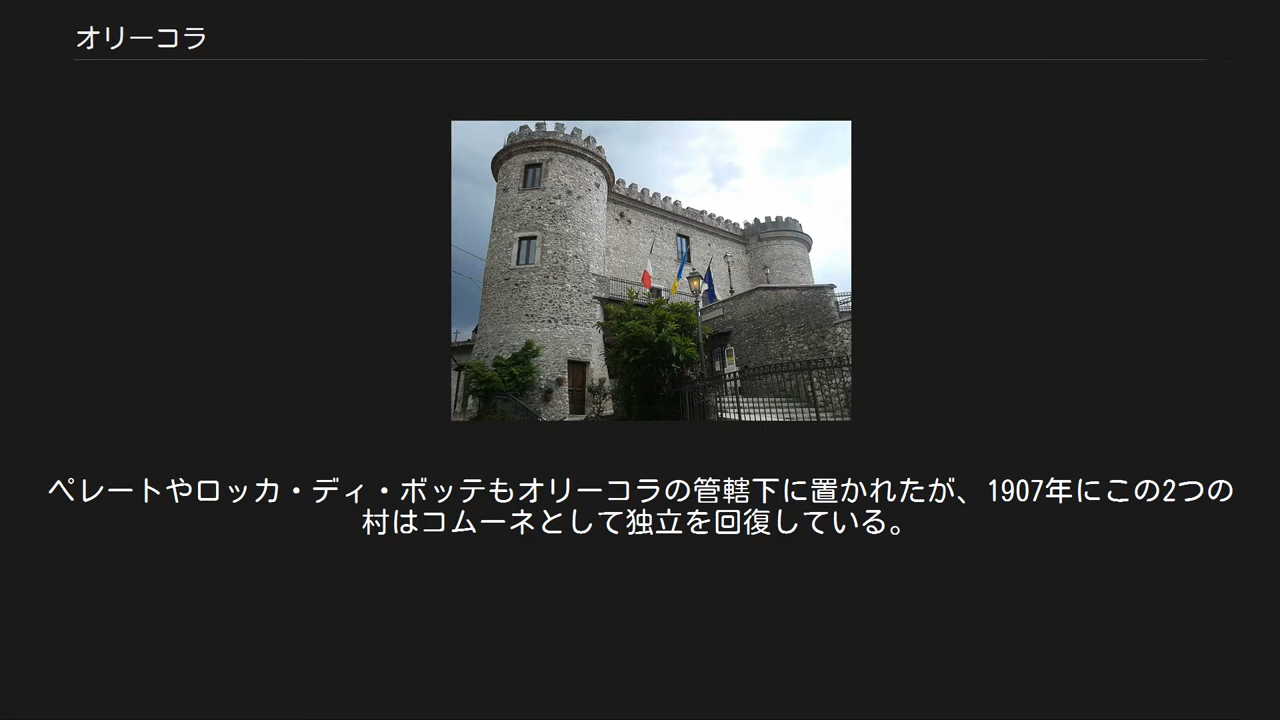 オリーコラ
ペレートやロッカ・ディ・ボッテもオリーコラの管轄下に置かれたが、1907年にこの2つの
村はコムーネとして独立を回復している。